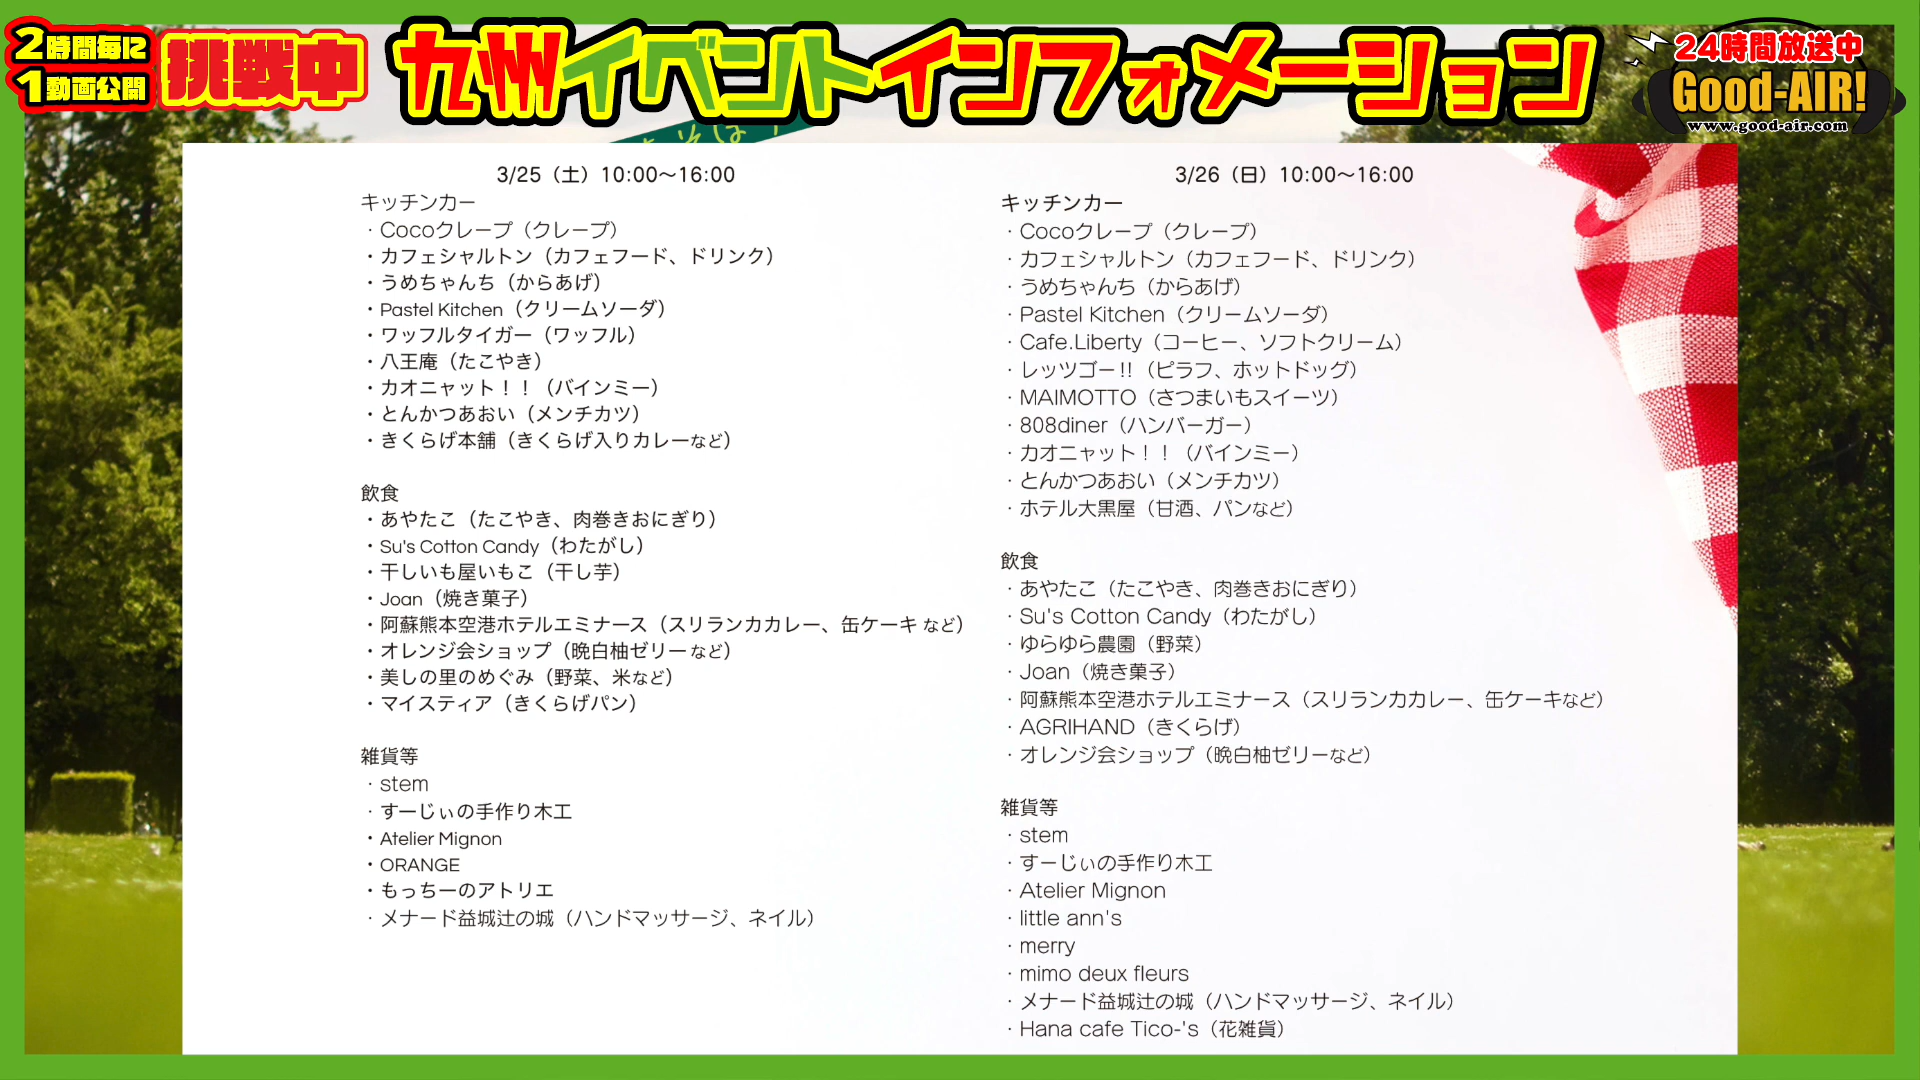 2時間毎に
1動画公開
挑戦中
九州イベントインフォメーション
24時間放送中
Good-AIR!
www.good-air.com
3/25（土）10:00～16:00
キッチンカー
・Cocoクレープ（クレープ）
・カフェシャルトン（カフェフード、ドリンク）
・うめちゃんち（からあげ）
・Pastel Kitchen（クリームソーダ）
・ワッフルタイガー（ワッフル）
・八王庵（たこやき）
・カオニャット！！（バインミー）
・とんかつあおい（メンチカツ）
・きくらげ本舗（きくらげ入りカレーなど）
飲食
・あやたこ（たこやき、肉巻きおにぎり）
・Su's Cotton Candy（わたがし）
・干しいも屋いもこ（干し芋）
・Joan（焼き菓子）
・阿蘇熊本空港ホテルエミナース（スリランカカレー、缶ケーキ など）
・オレンジ会ショップ（晩白柚ゼリーなど）
・美しの里のめぐみ（野菜、米など）
・マイスティア（きくらげパン）
雑貨等
・stem
・すーじぃの手作り木工
・Atelier Mignon
・ORANGE
・もっちーのアトリエ
・メナード益城辻の城（ハンドマッサージ、ネイル）
3/26（日）10:00～16:00
キッチンカー
・Cocoクレープ（クレープ）
・カフェシャルトン（カフェフード、ドリンク）
・うめちゃんち（からあげ）
・Pastel Kitchen（クリームソーダ）
・Cafe.Liberty（コーヒー、ソフトクリーム）
・レッツゴー!!（ピラフ、ホットドッグ）
・MAIMOTTO（さつまいもスイーツ）
・808diner（ハンバーガー）
・カオニャット！！（バインミー）
・とんかつあおい（メンチカツ）
・ホテル大黒屋（甘酒、パンなど）
飲食
・あやたこ（たこやき、肉巻きおにぎり）
・Su's Cotton Candy（わたがし）
・ゆらゆら農園（野菜）
・Joan（焼き菓子）
・阿蘇熊本空港ホテルエミナース（スリランカカレー、缶ケーキなど）
・AGRIHAND（きくらげ）
・オレンジ会ショップ（晩白柚ゼリーなど）
雑貨等
・stem
・すーじぃの手作り木工
・Atelier Mignon
・little ann's
・merry
・mimo deux fleurs
・メナード益城辻の城（ハンドマッサージ、ネイル）
・Hana cafe Tico-'s（花雑貨）